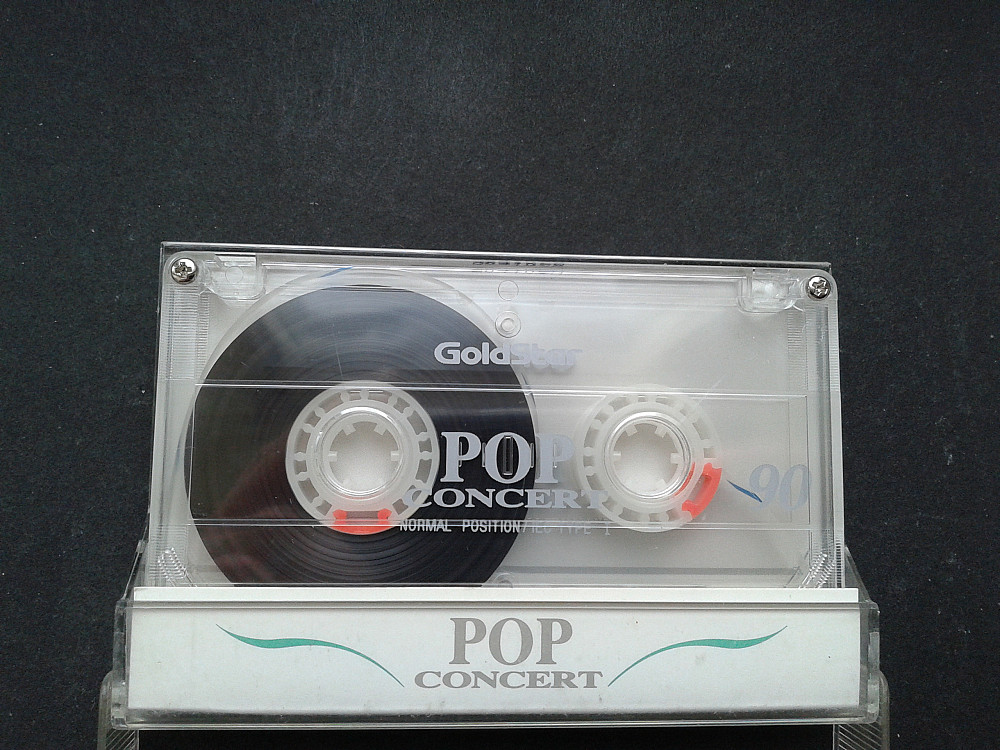 GoldStar
POP
CONCERT
90
NORMAL POSITION/IEC TYPE I
POP
CONCERT